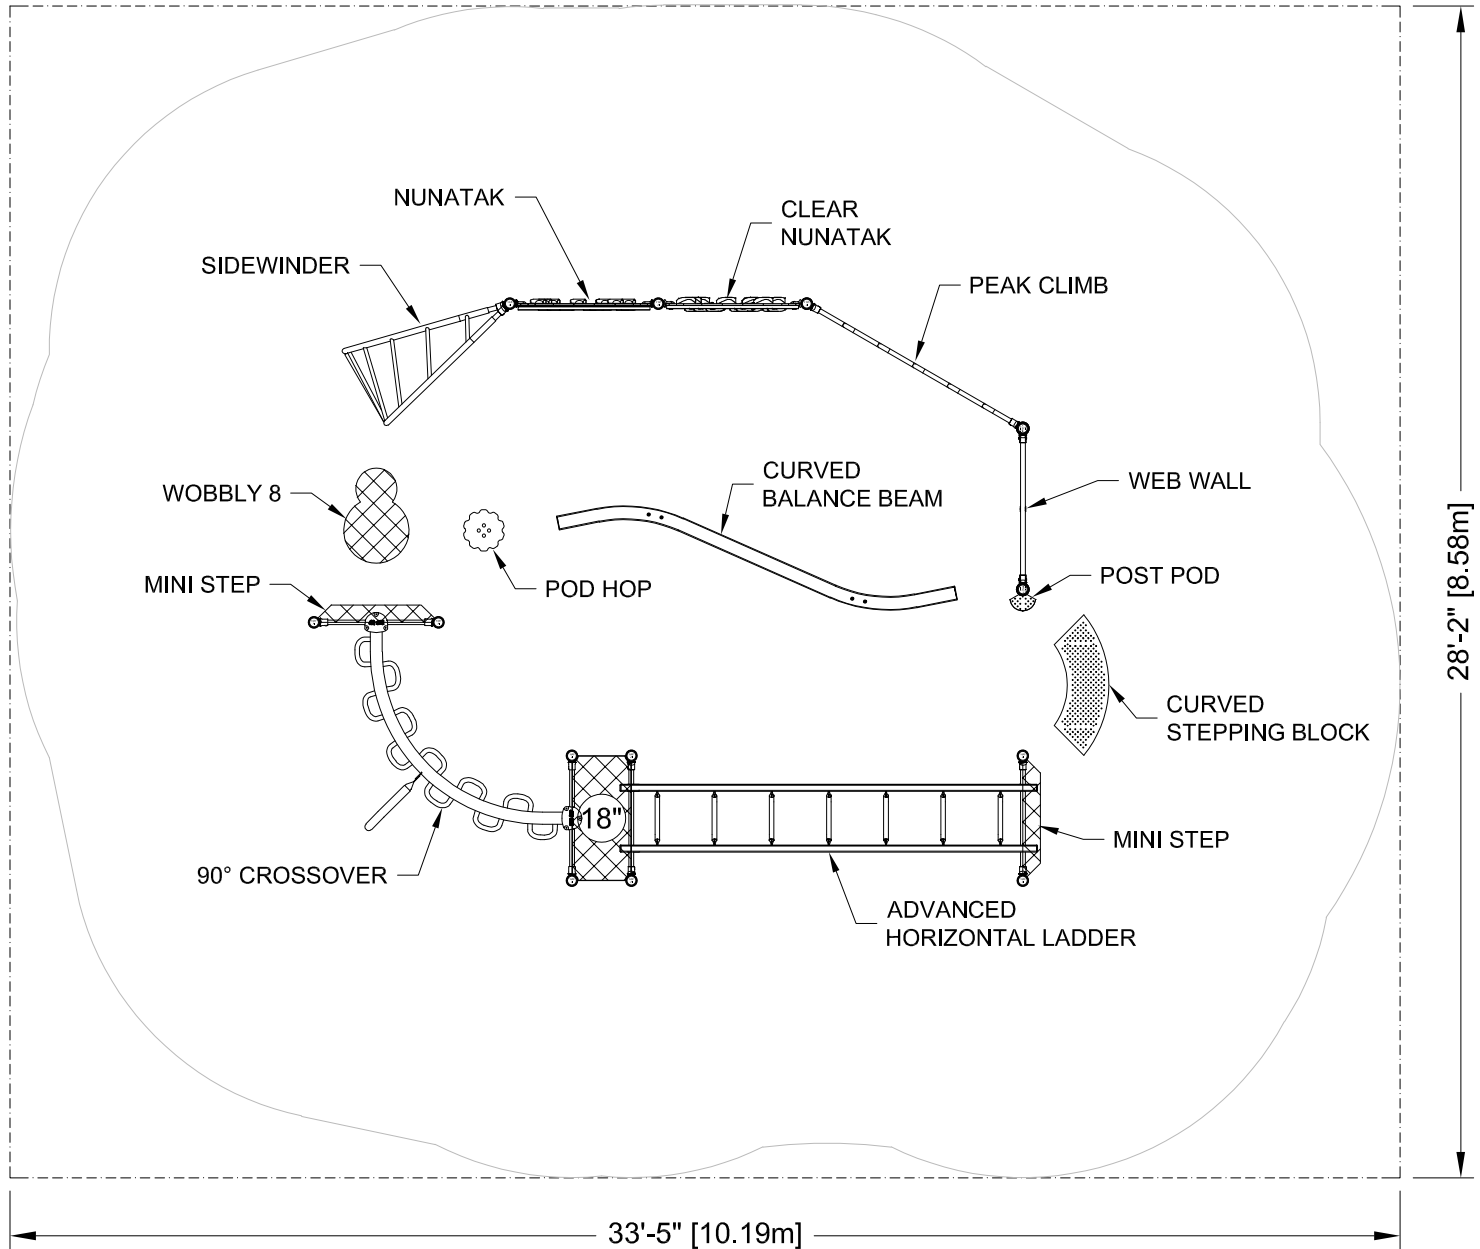 NUNATAK
CLEAR
NUNATAK
SIDEWINDER
PEAK CLIMB
CURVED
BALANCE BEAM
WEB WALL
WOBBLY 8
MINI STEP
POD HOP
POST POD
28'-2" [8.58m]
CURVED
STEPPING BLOCK
18"
MINI STEP
90° CROSSOVER
ADVANCED
HORIZONTAL LADDER
33'-5" [10.19m]